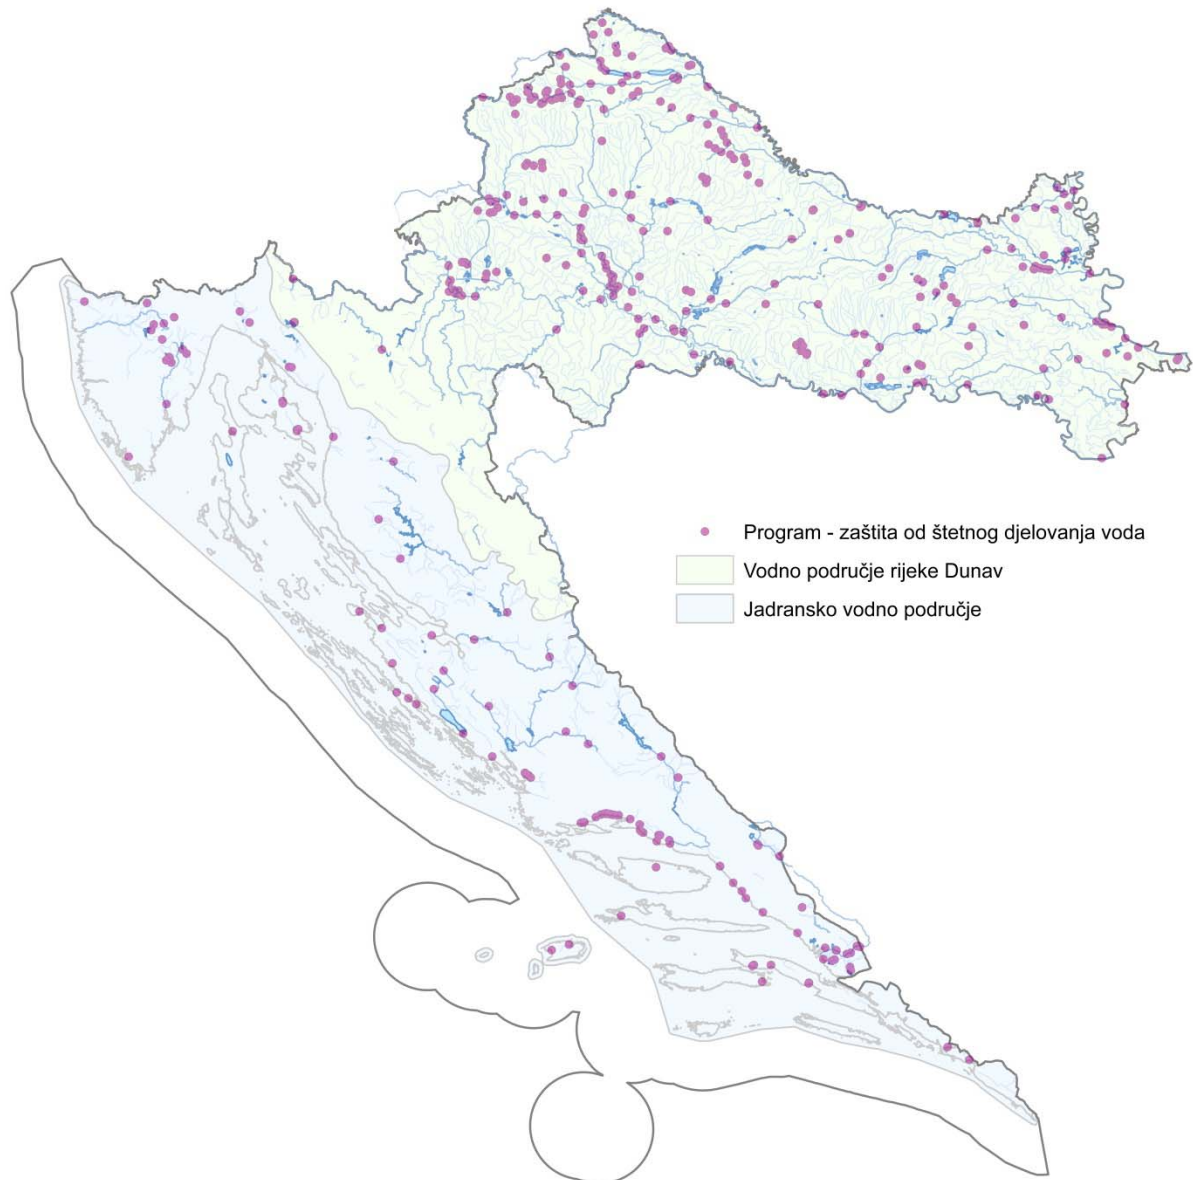 Program - zaštita od štetnog djelovanja voda
Vodno područje rijeke Dunav
Jadransko vodno područje